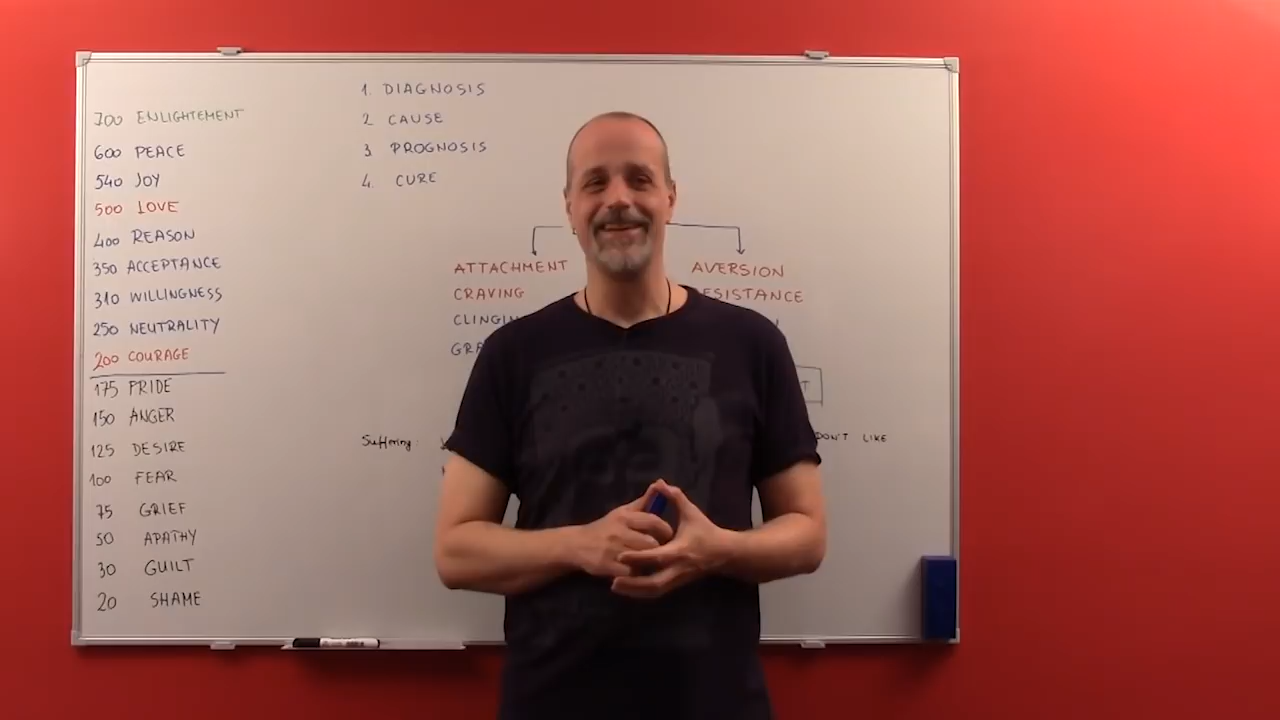 700 ENLIGHTEMENT
600 PEACE
540 JOY
500 LOVE
400 REASON
350 ACCEPTANCE
310 WILLINGNESS
250 NEUTRALITY
200 COURAGE
175 PRIDE
150 ANGER
125 DESIRE
100 FEAR
75 GRIEF
50 APATHY
30 GUILT
20 SHAME
1. DIAGNOSIS
2 CAUSE
3 PROGNOSIS
4. CURE
ATTACHMENT
CRAVING
AVERSION
Suffering:
DON'T LIKE